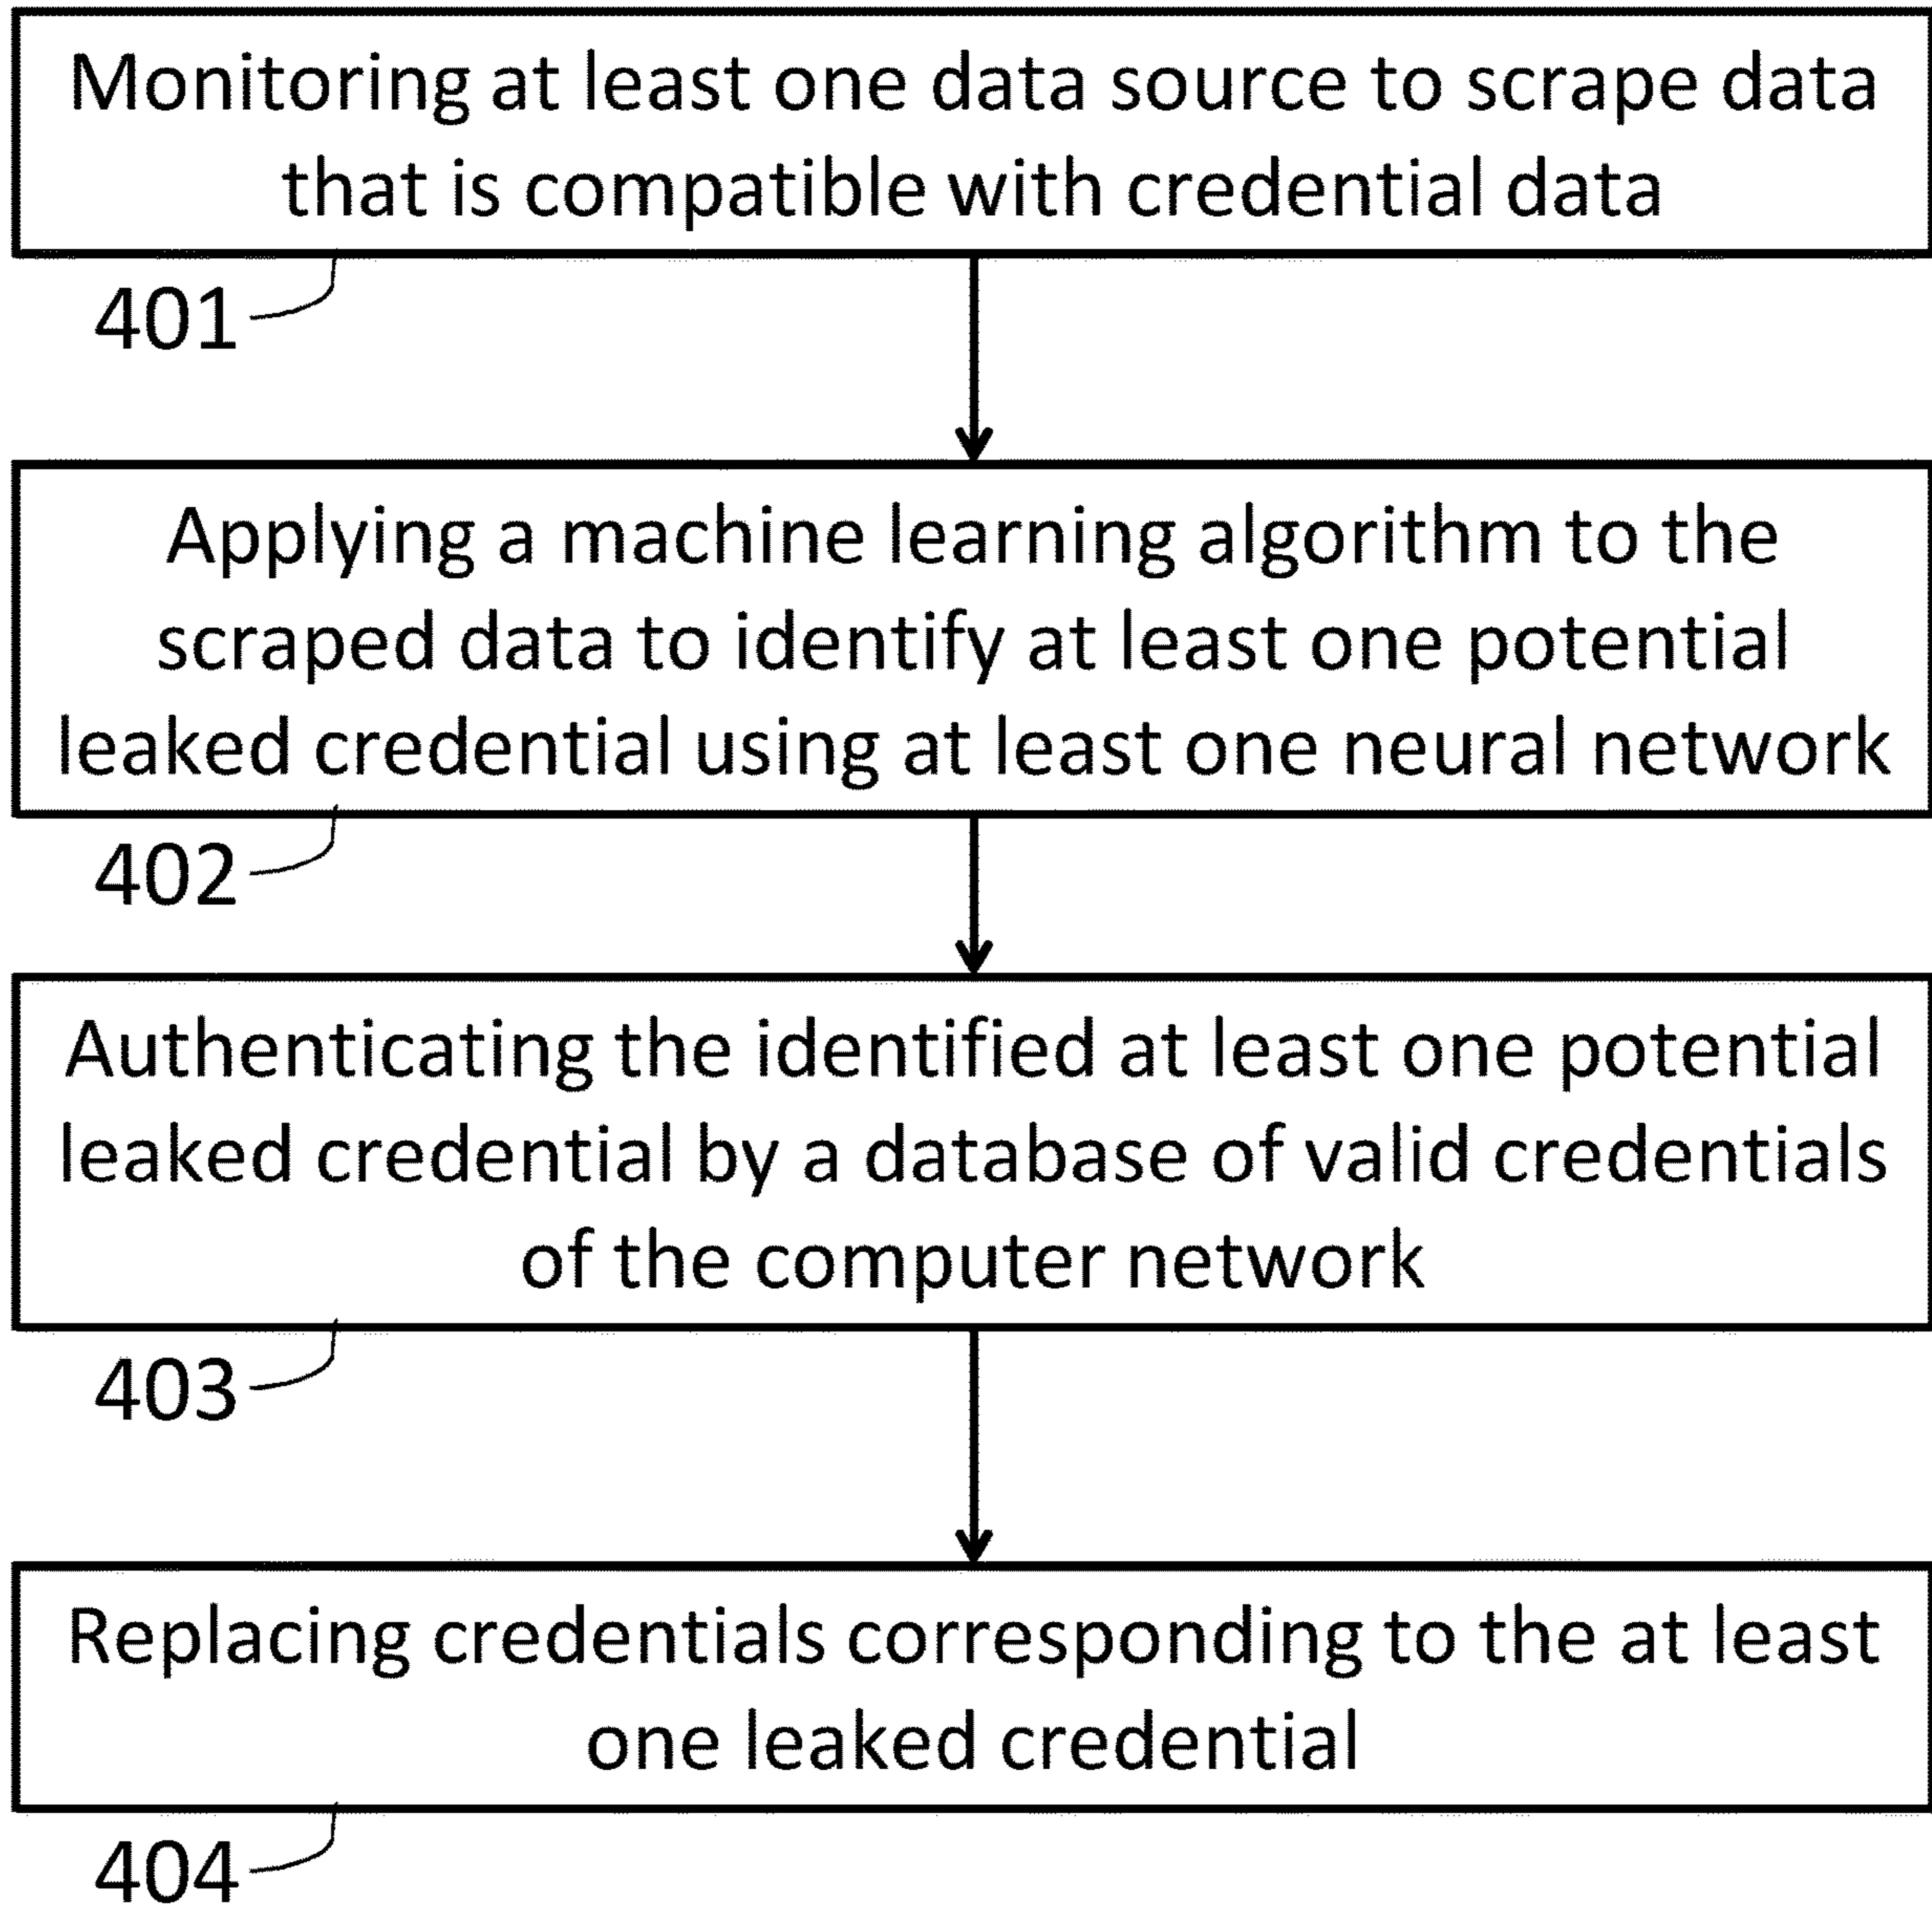 Monitoring at least one data source to scrape data
that is compatible with credential data
401
Applying a machine learning algorithm to the
scraped data to identify at least one potential
leaked credential using at least one neural network
402
Authenticating the identified at least one potential
leaked credential by a database of valid credentials
of the computer network
403
Replacing credentials corresponding to the at least
one leaked credential
404